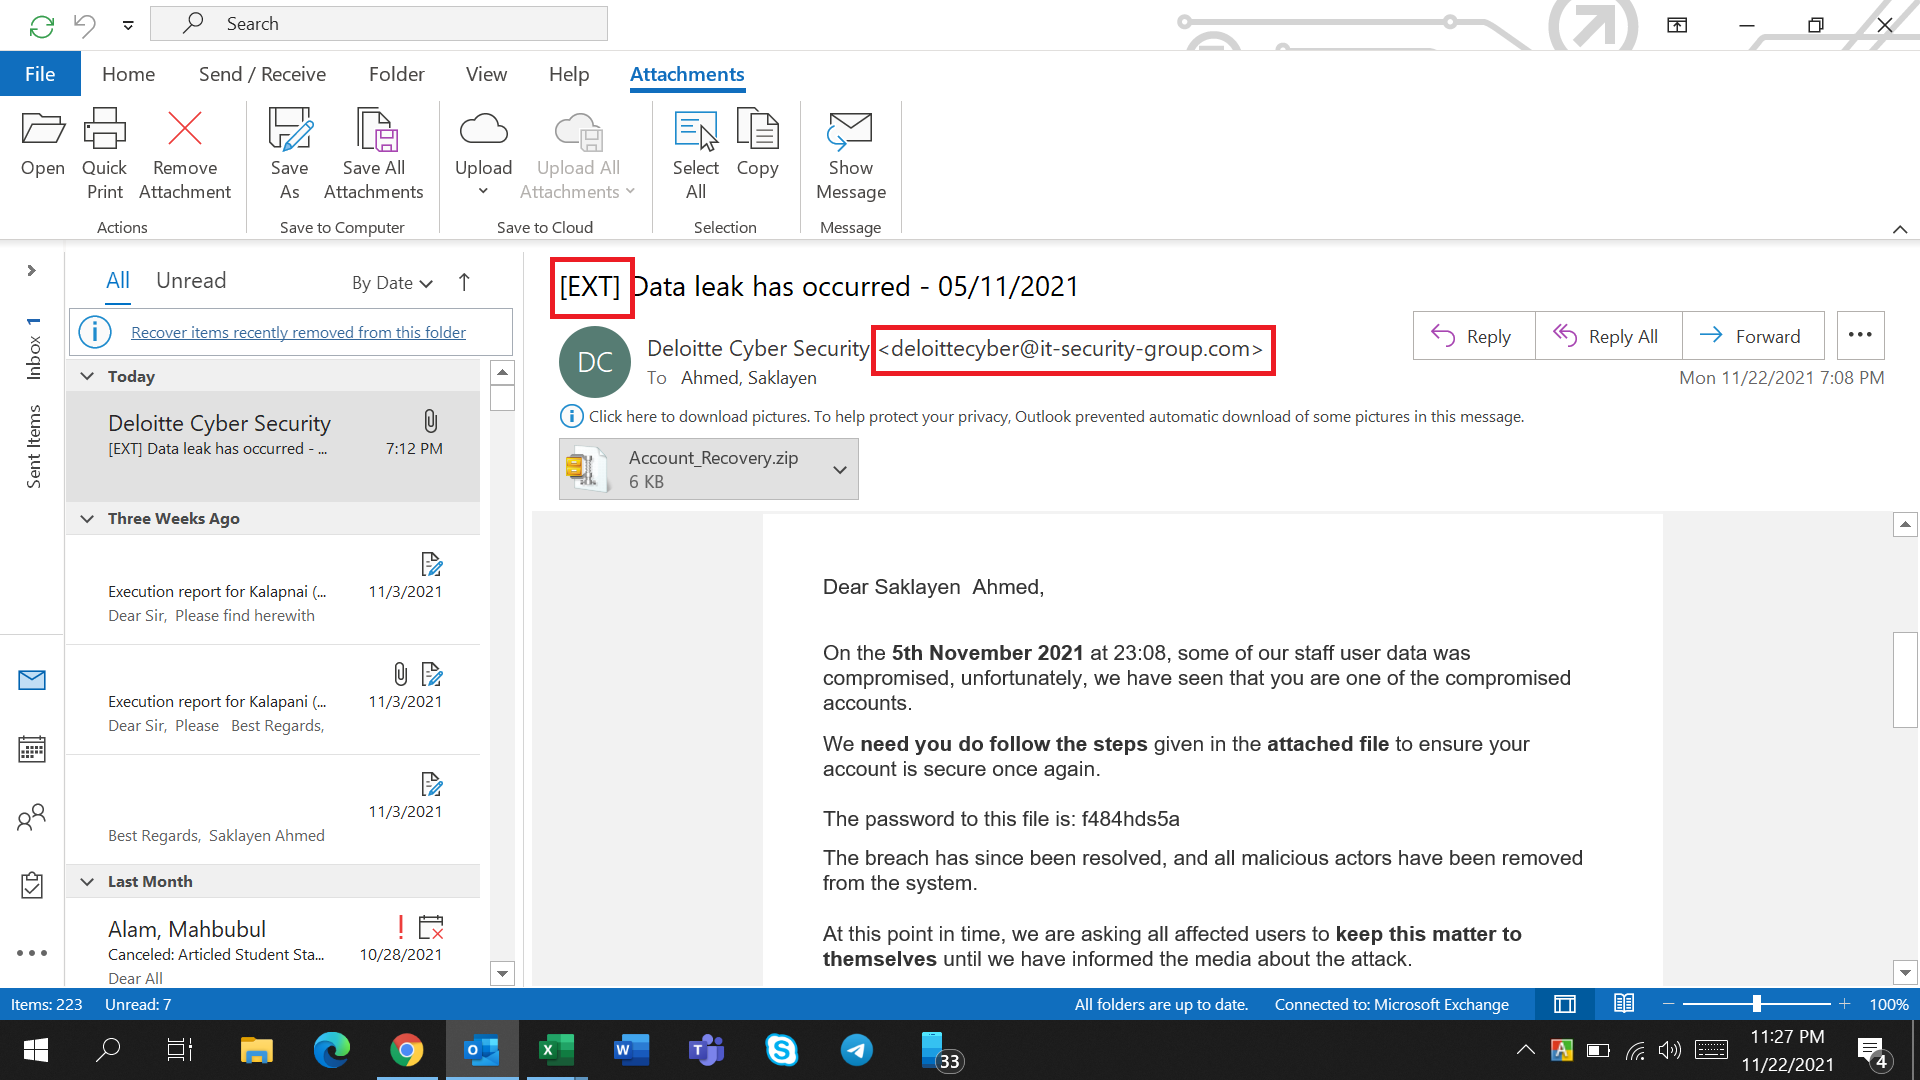 Search
File Home Send / Receive Folder View Help Attachments
Open Quick Print Remove Attachment Save As Save All Attachments Upload Upload All Attachments Select All Copy Show Message
Actions Save to Computer Save to Cloud Selection Message
Inbox 1
Sent Items
All Unread By Date
Recover items recently removed from this folder
Today
Deloitte Cyber Security
[EXT] Data leak has occurred - ... 7:12 PM
Three Weeks Ago
Execution report for Kalapnai (... 11/3/2021
Dear Sir, Please find herewith
Execution report for Kalapani (... 11/3/2021
Dear Sir, Please Best Regards,
11/3/2021
Best Regards, Saklayen Ahmed
Last Month
Alam, Mahbubul
Canceled: Articled Student Sta... 10/28/2021
Dear All
[EXT] Data leak has occurred - 05/11/2021
DC
Deloitte Cyber Security <deloittecyber@it-security-group.com>
To Ahmed, Saklayen
Reply Reply All Forward
Mon 11/22/2021 7:08 PM
Click here to download pictures. To help protect your privacy, Outlook prevented automatic download of some pictures in this message.
Account_Recovery.zip
6 KB
Dear Saklayen Ahmed,
On the 5th November 2021 at 23:08, some of our staff user data was
compromised, unfortunately, we have seen that you are one of the compromised
accounts.
We need you do follow the steps given in the attached file to ensure your
account is secure once again.
The password to this file is: f484hds5a
The breach has since been resolved, and all malicious actors have been removed
from the system.
At this point in time, we are asking all affected users to keep this matter to
themselves until we have informed the media about the attack.
Items: 223 Unread: 7 All folders are up to date. Connected to: Microsoft Exchange 100%
33
11:27 PM
11/22/2021
4